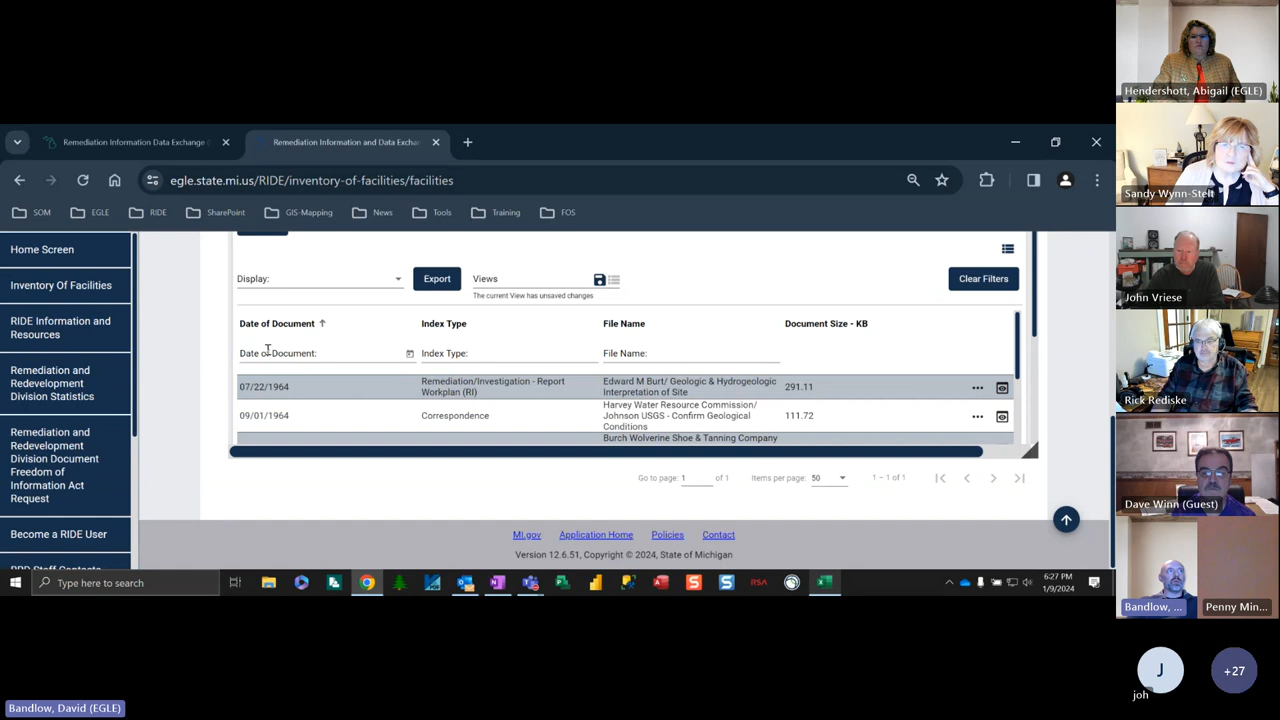 Remediation Information Data Exchange
Remediation Information and Data Exchan
egle.state.mi.us/RIDE/inventory-of-facilities/facilities
SOM
EGLE
RIDE
SharePoint
GIS-Mapping
News
Tools
Training
FOS
Home Screen
Inventory Of Facilities
RIDE Information and
Resources
Remediation and
Redevelopment
Division Statistics
Remediation and
Redevelopment
Division Document
Freedom of
Information Act
Request
Become a RIDE User
RRD Staff Contacts
Display:
Export
Views
The current View has unsaved changes
Clear Filters
Date of Document
Index Type
File Name
Document Size - KB
Date of Document:
Index Type:
File Name:
07/22/1964
Remediation/Investigation - Report
Workplan (RI)
Edward M Burt/ Geologic & Hydrogeologic
Interpretation of Site
291.11
09/01/1964
Correspondence
Harvey Water Resource Commission/
Johnson USGS - Confirm Geological
Conditions
111.72
Burch Wolverine Shoe & Tanning Company
Go to page: 1 of 1
Items per page: 50
1 – 1 of 1
MI.gov
Application Home
Policies
Contact
Version 12.6.51, Copyright © 2024, State of Michigan
Type here to search
RSA
6:27 PM
1/9/2024
Hendershott, Abigail (EGLE)
Sandy Wynn-Stelt
John Vriese
Rick Rediske
Dave Winn (Guest)
Bandlow, ...
Penny Min...
J
joh
+27
Bandlow, David (EGLE)